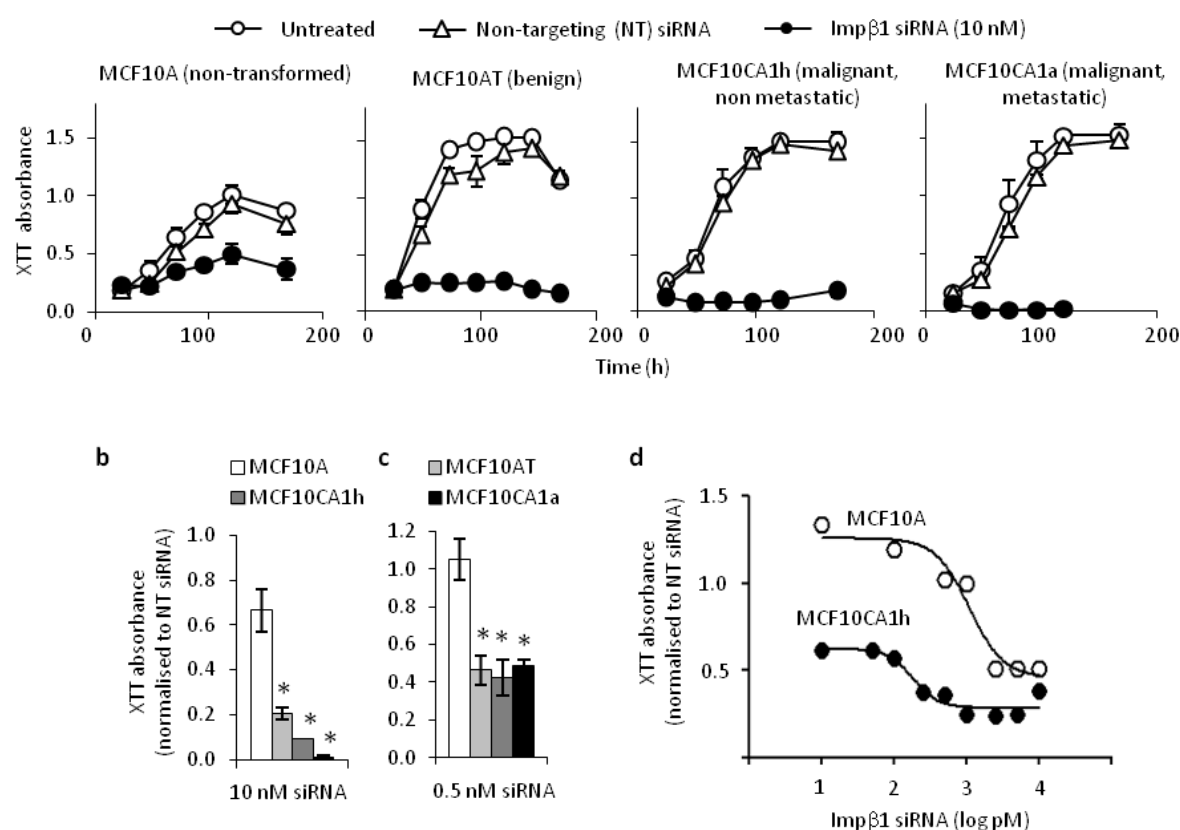 Untreated
Non-targeting (NT) siRNA
Impβ1 siRNA (10 nM)
MCF10A (non-transformed)
MCF10AT (benign)
MCF10CA1h (malignant,
non metastatic)
MCF10CA1a (malignant,
metastatic)
XTT absorbance
1.5
1.0
0.5
0.0
0
100
200
0
100
200
0
100
200
0
100
200
Time (h)
b
MCF10A
MCF10CA1h
c
MCF10AT
MCF10CA1a
XTT absorbance
(normalised to NT siRNA)
1.0
0.8
0.6
0.4
0.2
0.0
*
*
*
10 nM siRNA
1.2
1.0
0.8
0.6
0.4
0.2
0.0
* * *
0.5 nM siRNA
d
XTT absorbance
(normalised to NT siRNA)
1.5
1.0
0.5
MCF10A
MCF10CA1h
1
2
3
4
Impβ1 siRNA (log pM)